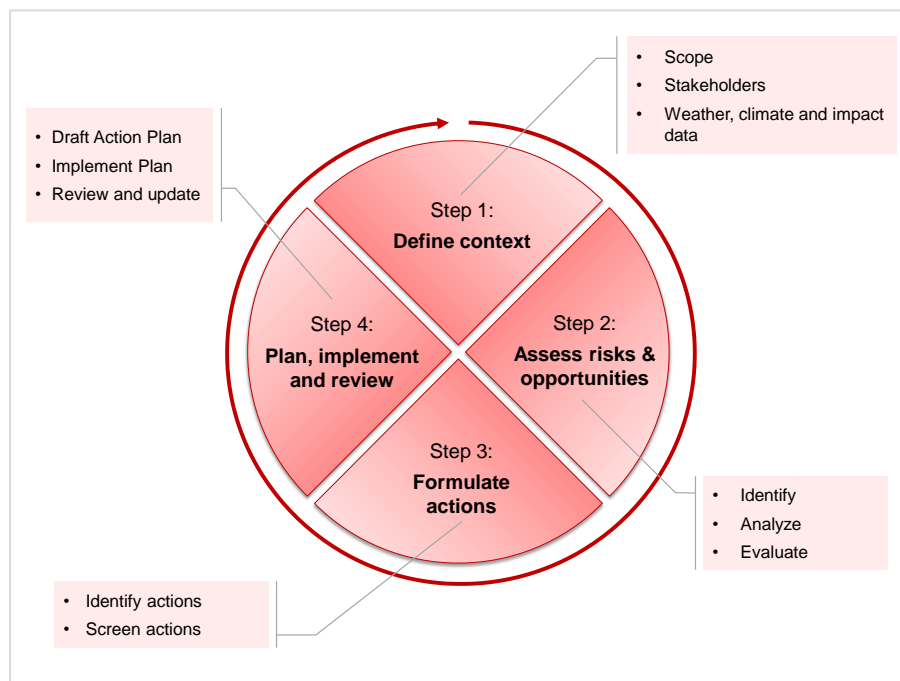 • Scope
• Stakeholders
• Weather, climate and impact
data
• Draft Action Plan
• Implement Plan
• Review and update
Step 1:
Define context
Step 2:
Assess risks &
opportunities
Step 3:
Formulate
actions
Step 4:
Plan, implement
and review
• Identify
• Analyze
• Evaluate
• Identify actions
• Screen actions